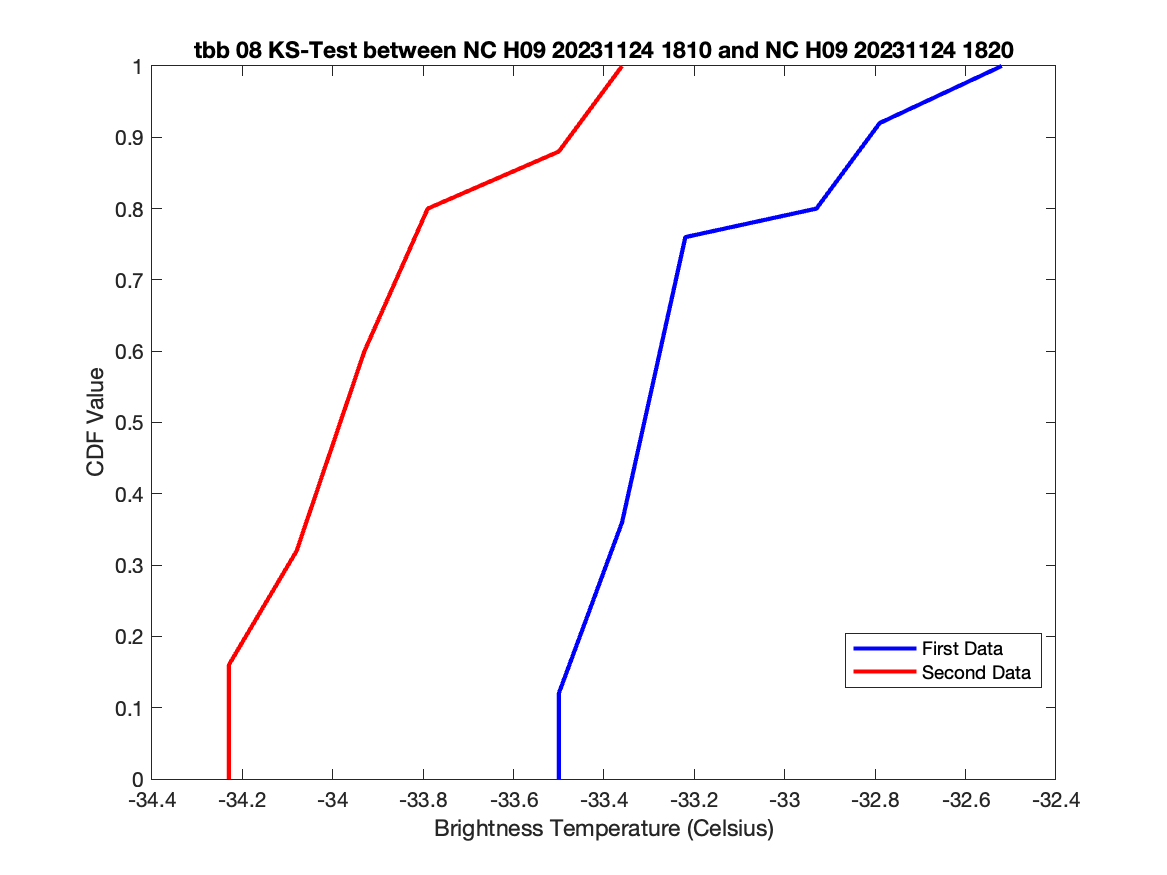 tbb 08 KS-Test between NC H09 20231124 1810 and NC H09 20231124 1820
1
0.9
0.8
0.7
0.6
0.5
0.4
0.3
0.2
0.1
0
CDF Value
First Data
Second Data
-34.4 -34.2 -34 -33.8 -33.6 -33.4 -33.2 -33 -32.8 -32.6 -32.4
Brightness Temperature (Celsius)